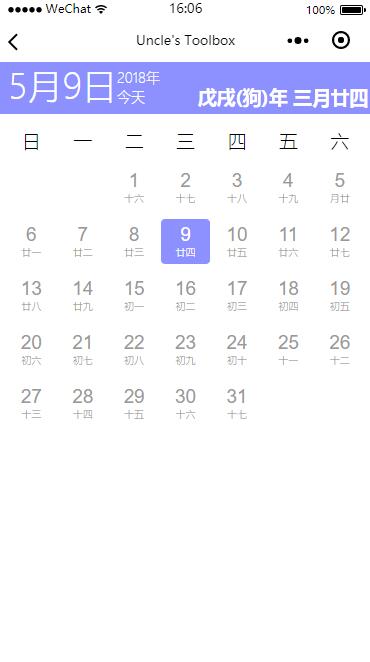 WeChat 16:06 100%
Uncle's Toolbox
5月9日 2018年
今天 戊戌(狗)年 三月廿四
日 一 二 三 四 五 六
1 2 3 4 5
十六 十七 十八 十九 月廿
6 7 8 9 10 11 12
廿一 廿二 廿三 廿四 廿五 廿六 廿七
13 14 15 16 17 18 19
廿八 廿九 初一 初二 初三 初四 初五
20 21 22 23 24 25 26
初六 初七 初八 初九 初十 十一 十二
27 28 29 30 31
十三 十四 十五 十六 十七